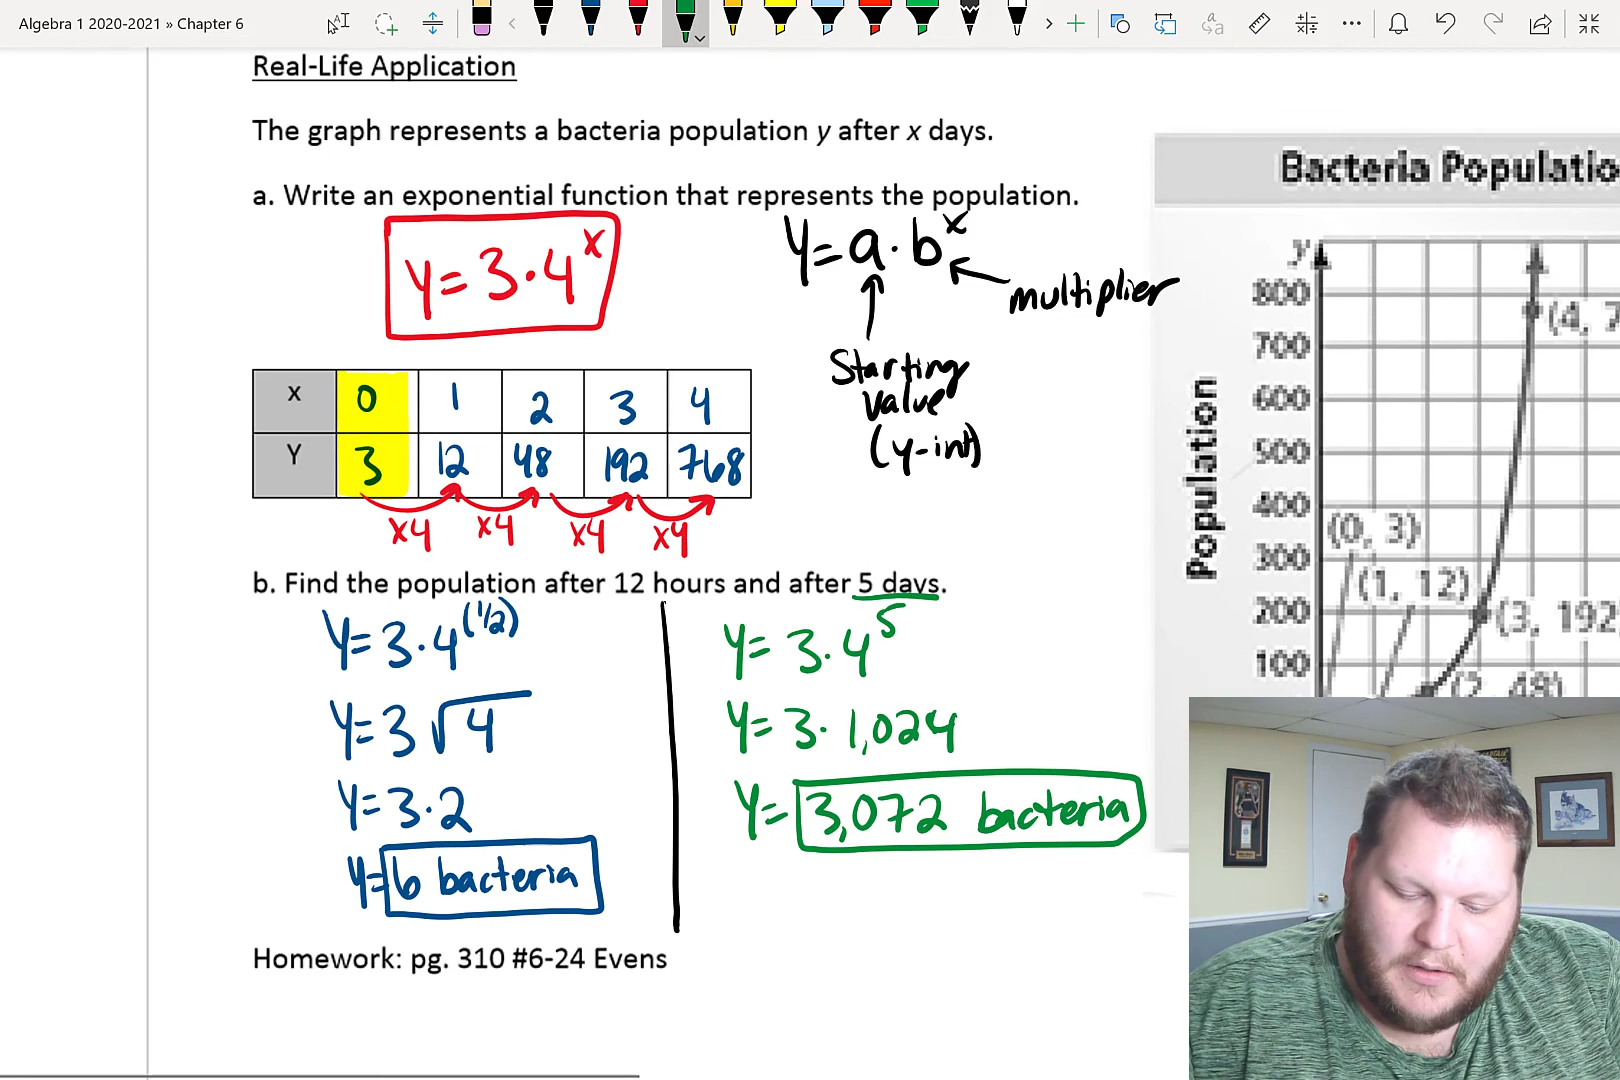 Algebra 1 2020-2021 » Chapter 6
Real-Life Application
The graph represents a bacteria population y after x days.
a. Write an exponential function that represents the population.
y = 3 · 4^x
y = a · b^x
multiplier
Starting
value
(y-int)
x 0 1 2 3 4
Y 3 12 48 192 768
x4 x4 x4 x4
b. Find the population after 12 hours and after 5 days.
y = 3 · 4^(1/2)
y = 3 √4
y = 3 · 2
y = 6 bacteria
y = 3 · 4^5
y = 3 · 1,024
y = 3,072 bacteria
Homework: pg. 310 #6-24 Evens
Bacteria Populatio
y
800
700
600
500
400
300
200
100
Population
(4, 7
(0, 3)
(1, 12)
(3, 192
(2, 48)